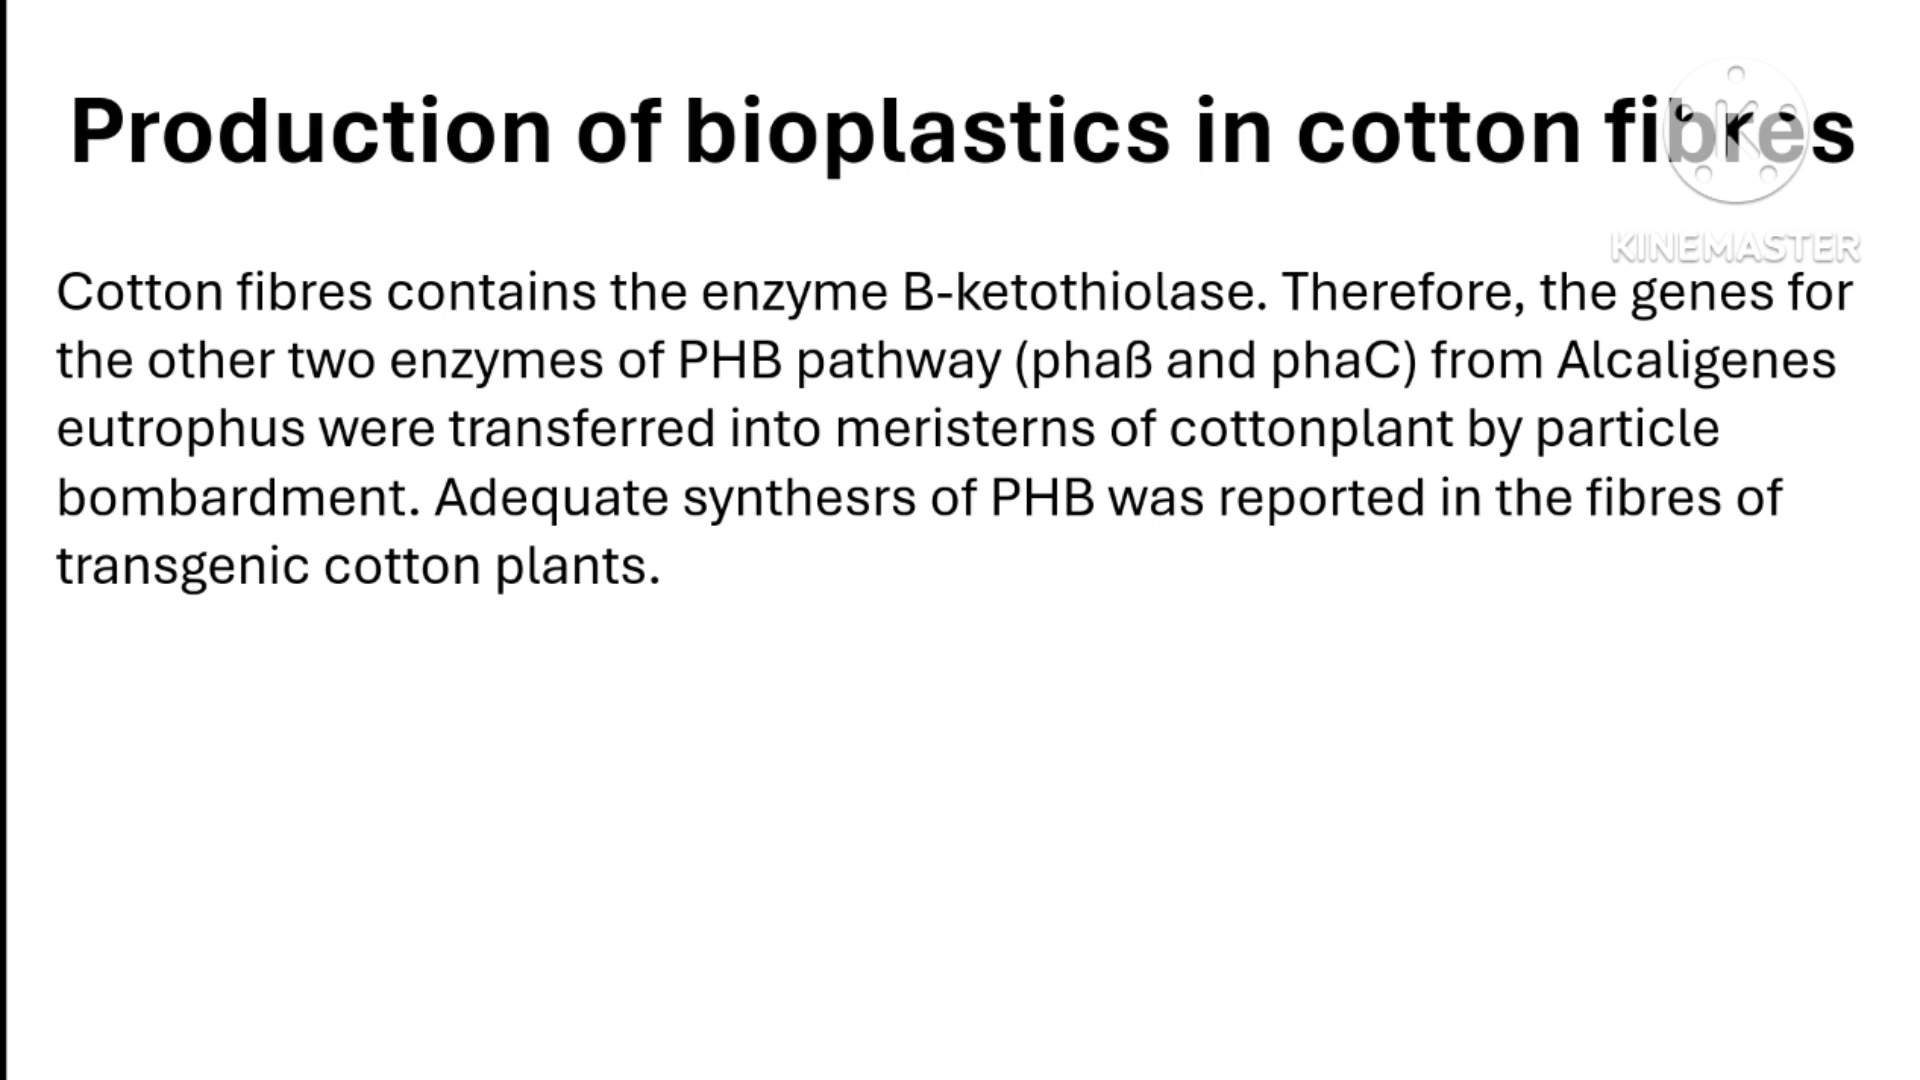 Production of bioplastics in cotton fibres
KINEMASTER
Cotton fibres contains the enzyme B-ketothiolase. Therefore, the genes for
the other two enzymes of PHB pathway (phaß and phaC) from Alcaligenes
eutrophus were transferred into meristerns of cottonplant by particle
bombardment. Adequate synthesrs of PHB was reported in the fibres of
transgenic cotton plants.